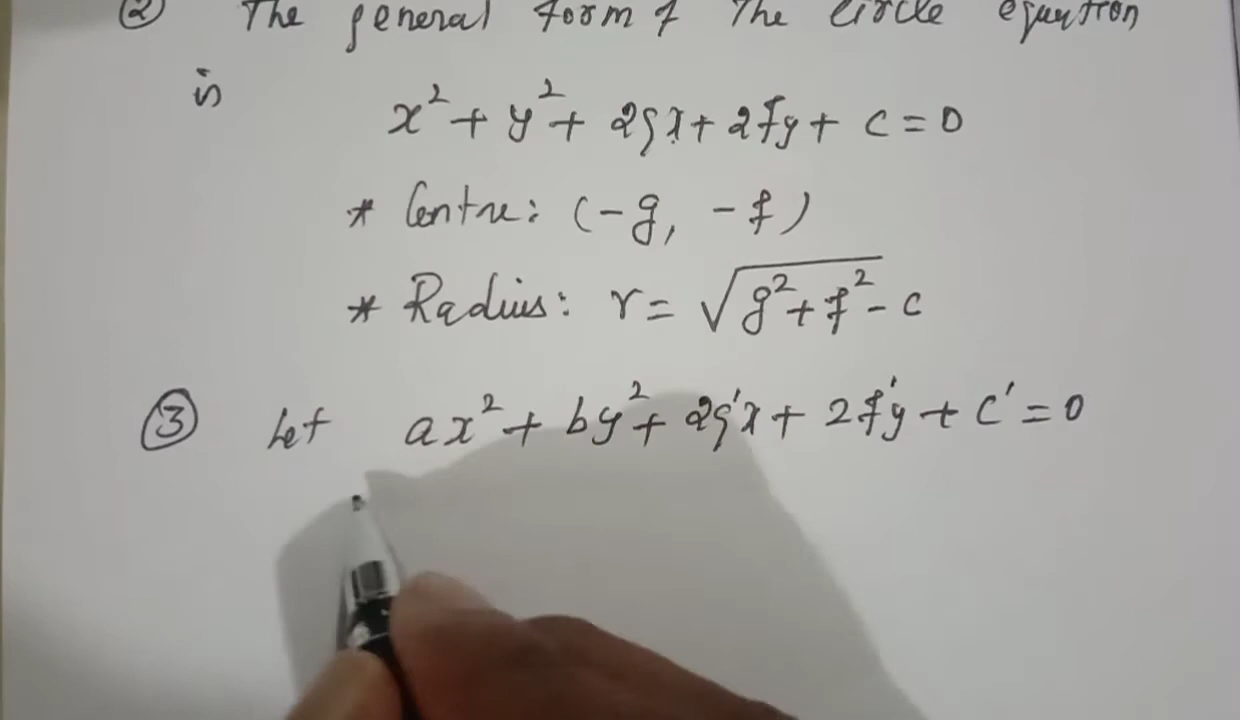 ② The general form of the circle equation
is
x² + y² + 2gx + 2fy + c = 0
* Centre: (-g, -f)
* Radius: r = √g² + f² - c
③ Let ax² + by² + 2g'x + 2f'y + c' = 0